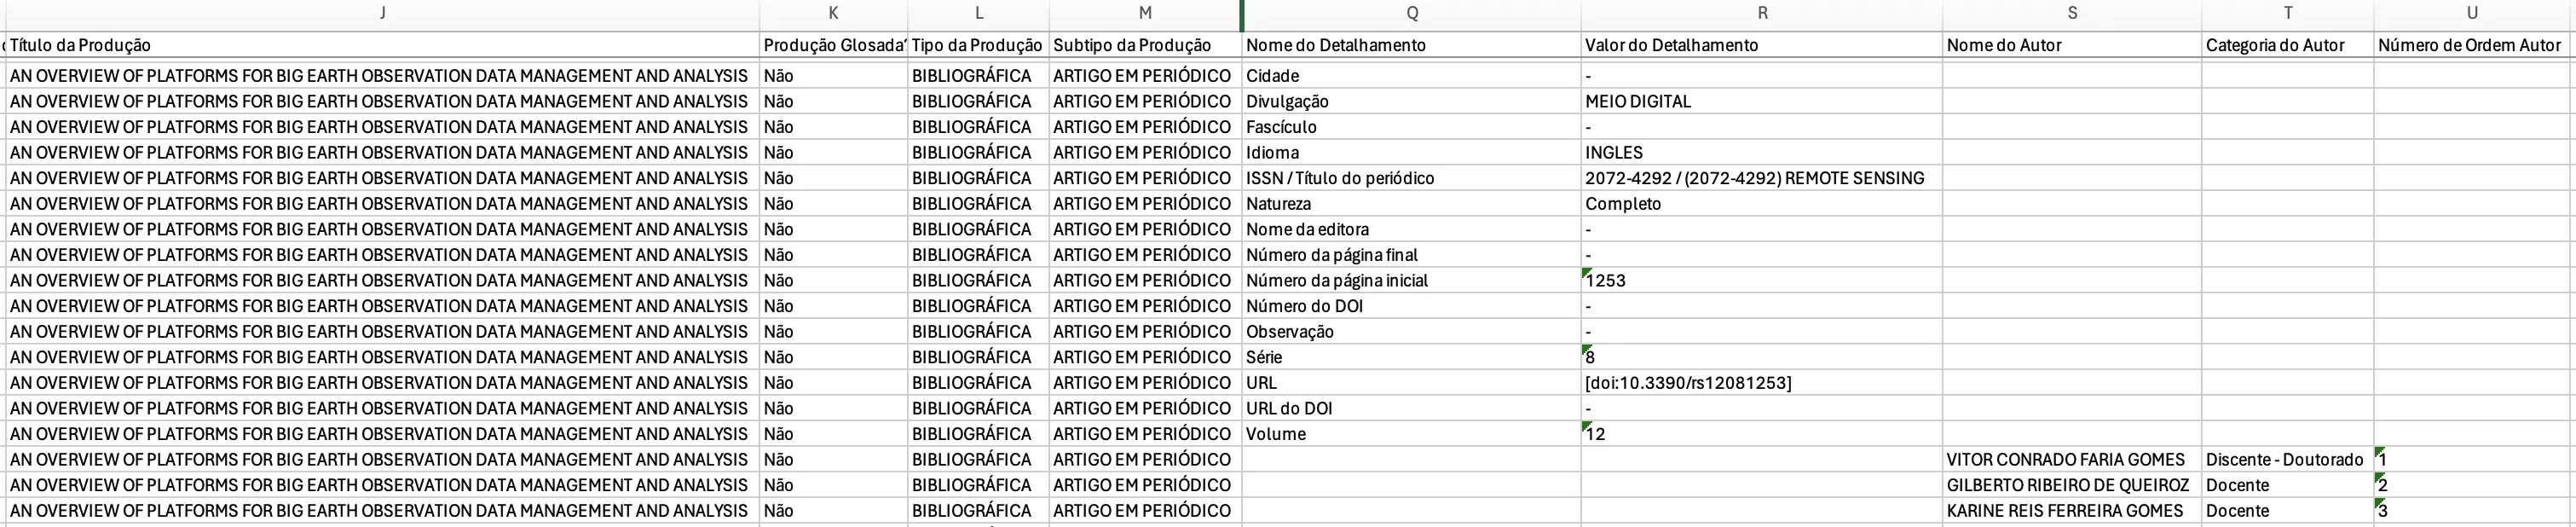 J K L M Q R S T U
Título da Produção Produção Glosada? Tipo da Produção Subtipo da Produção Nome do Detalhamento Valor do Detalhamento Nome do Autor Categoria do Autor Número de Ordem Autor
AN OVERVIEW OF PLATFORMS FOR BIG EARTH OBSERVATION DATA MANAGEMENT AND ANALYSIS Não BIBLIOGRÁFICA ARTIGO EM PERIÓDICO Cidade -
AN OVERVIEW OF PLATFORMS FOR BIG EARTH OBSERVATION DATA MANAGEMENT AND ANALYSIS Não BIBLIOGRÁFICA ARTIGO EM PERIÓDICO Divulgação MEIO DIGITAL
AN OVERVIEW OF PLATFORMS FOR BIG EARTH OBSERVATION DATA MANAGEMENT AND ANALYSIS Não BIBLIOGRÁFICA ARTIGO EM PERIÓDICO Fascículo -
AN OVERVIEW OF PLATFORMS FOR BIG EARTH OBSERVATION DATA MANAGEMENT AND ANALYSIS Não BIBLIOGRÁFICA ARTIGO EM PERIÓDICO Idioma INGLES
AN OVERVIEW OF PLATFORMS FOR BIG EARTH OBSERVATION DATA MANAGEMENT AND ANALYSIS Não BIBLIOGRÁFICA ARTIGO EM PERIÓDICO ISSN / Título do periódico 2072-4292 / (2072-4292) REMOTE SENSING
AN OVERVIEW OF PLATFORMS FOR BIG EARTH OBSERVATION DATA MANAGEMENT AND ANALYSIS Não BIBLIOGRÁFICA ARTIGO EM PERIÓDICO Natureza Completo
AN OVERVIEW OF PLATFORMS FOR BIG EARTH OBSERVATION DATA MANAGEMENT AND ANALYSIS Não BIBLIOGRÁFICA ARTIGO EM PERIÓDICO Nome da editora -
AN OVERVIEW OF PLATFORMS FOR BIG EARTH OBSERVATION DATA MANAGEMENT AND ANALYSIS Não BIBLIOGRÁFICA ARTIGO EM PERIÓDICO Número da página final -
AN OVERVIEW OF PLATFORMS FOR BIG EARTH OBSERVATION DATA MANAGEMENT AND ANALYSIS Não BIBLIOGRÁFICA ARTIGO EM PERIÓDICO Número da página inicial 1253
AN OVERVIEW OF PLATFORMS FOR BIG EARTH OBSERVATION DATA MANAGEMENT AND ANALYSIS Não BIBLIOGRÁFICA ARTIGO EM PERIÓDICO Número do DOI -
AN OVERVIEW OF PLATFORMS FOR BIG EARTH OBSERVATION DATA MANAGEMENT AND ANALYSIS Não BIBLIOGRÁFICA ARTIGO EM PERIÓDICO Observação -
AN OVERVIEW OF PLATFORMS FOR BIG EARTH OBSERVATION DATA MANAGEMENT AND ANALYSIS Não BIBLIOGRÁFICA ARTIGO EM PERIÓDICO Série 8
AN OVERVIEW OF PLATFORMS FOR BIG EARTH OBSERVATION DATA MANAGEMENT AND ANALYSIS Não BIBLIOGRÁFICA ARTIGO EM PERIÓDICO URL [doi:10.3390/rs12081253]
AN OVERVIEW OF PLATFORMS FOR BIG EARTH OBSERVATION DATA MANAGEMENT AND ANALYSIS Não BIBLIOGRÁFICA ARTIGO EM PERIÓDICO URL do DOI -
AN OVERVIEW OF PLATFORMS FOR BIG EARTH OBSERVATION DATA MANAGEMENT AND ANALYSIS Não BIBLIOGRÁFICA ARTIGO EM PERIÓDICO Volume 12
AN OVERVIEW OF PLATFORMS FOR BIG EARTH OBSERVATION DATA MANAGEMENT AND ANALYSIS Não BIBLIOGRÁFICA ARTIGO EM PERIÓDICO VITOR CONRADO FARIA GOMES Discente - Doutorado 1
AN OVERVIEW OF PLATFORMS FOR BIG EARTH OBSERVATION DATA MANAGEMENT AND ANALYSIS Não BIBLIOGRÁFICA ARTIGO EM PERIÓDICO GILBERTO RIBEIRO DE QUEIROZ Docente 2
AN OVERVIEW OF PLATFORMS FOR BIG EARTH OBSERVATION DATA MANAGEMENT AND ANALYSIS Não BIBLIOGRÁFICA ARTIGO EM PERIÓDICO KARINE REIS FERREIRA GOMES Docente 3